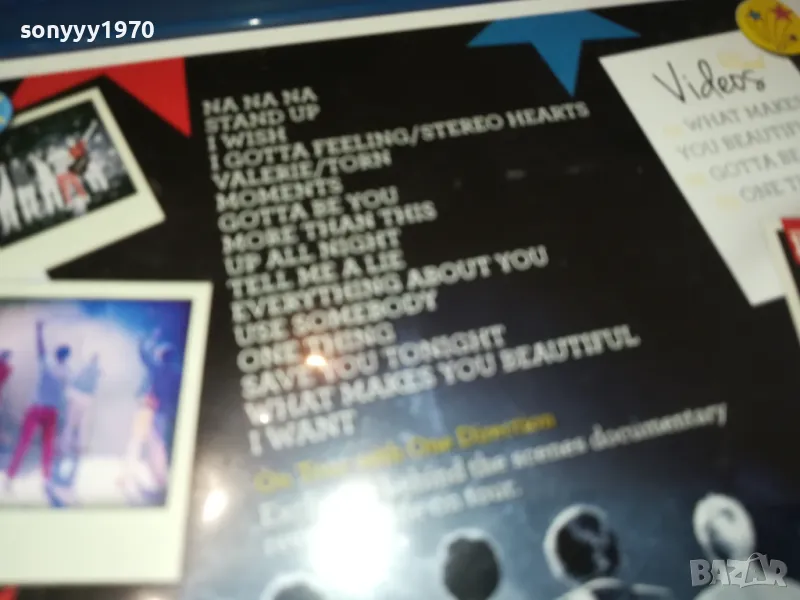 sonyyy1970
NA NA NA
STAND UP
I WISH
I GOTTA FEELING/STEREO HEARTS
VALERIE/TORN
MOMENTS
GOTTA BE YOU
MORE THAN THIS
UP ALL NIGHT
TELL ME A LIE
EVERYTHING ABOUT YOU
USE SOMEBODY
ONE THING
SAVE YOU TONIGHT
WHAT MAKES YOU BEAUTIFUL
I WANT
On Tour with One Direction
behind the scenes documentary
on tour.
Videos
WHAT MAKES
YOU BEAUTIF
GOTTA BE
ONE T
BAZAR